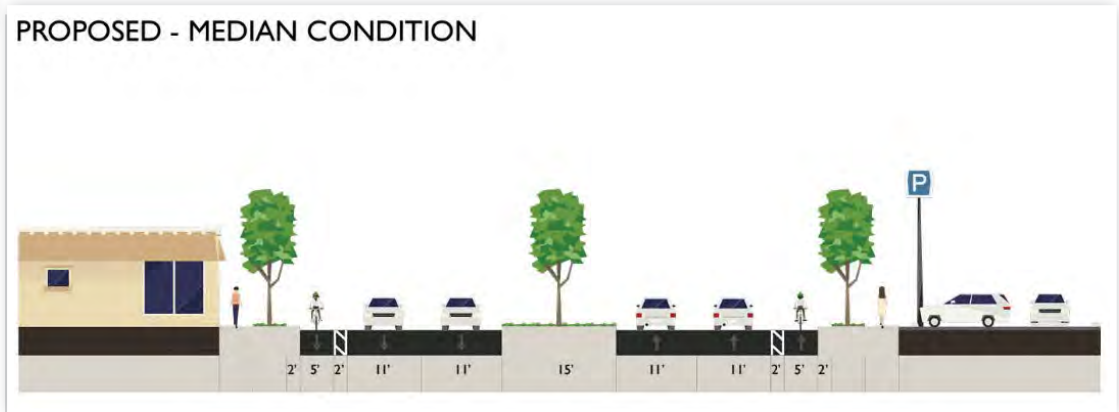 PROPOSED - MEDIAN CONDITION
P
2' 5' 2' 11' 11' 15' 11' 11' 2' 5' 2'